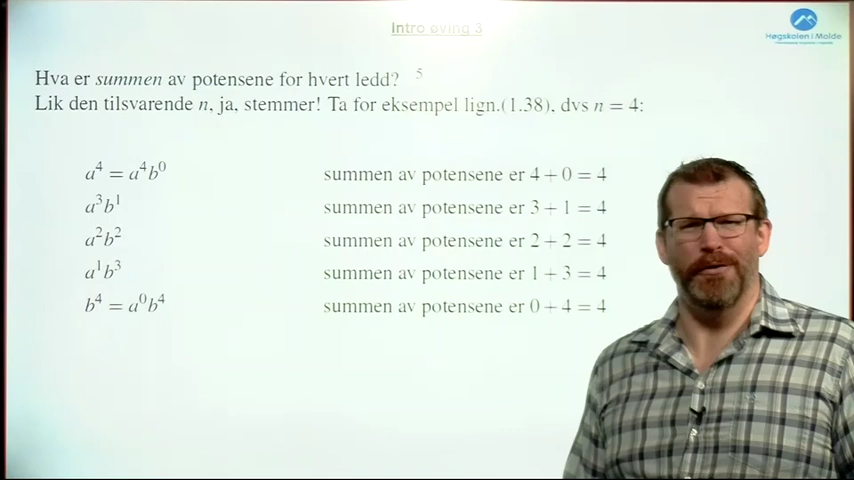 Intro øving 3
Høgskolen i Molde
Hva er summen av potensene for hvert ledd? 5
Lik den tilsvarende n, ja, stemmer! Ta for eksempel lign.(1.38), dvs n = 4:
a⁴ = a⁴b⁰ summen av potensene er 4 + 0 = 4
a³b¹ summen av potensene er 3 + 1 = 4
a²b² summen av potensene er 2 + 2 = 4
a¹b³ summen av potensene er 1 + 3 = 4
b⁴ = a⁰b⁴ summen av potensene er 0 + 4 = 4